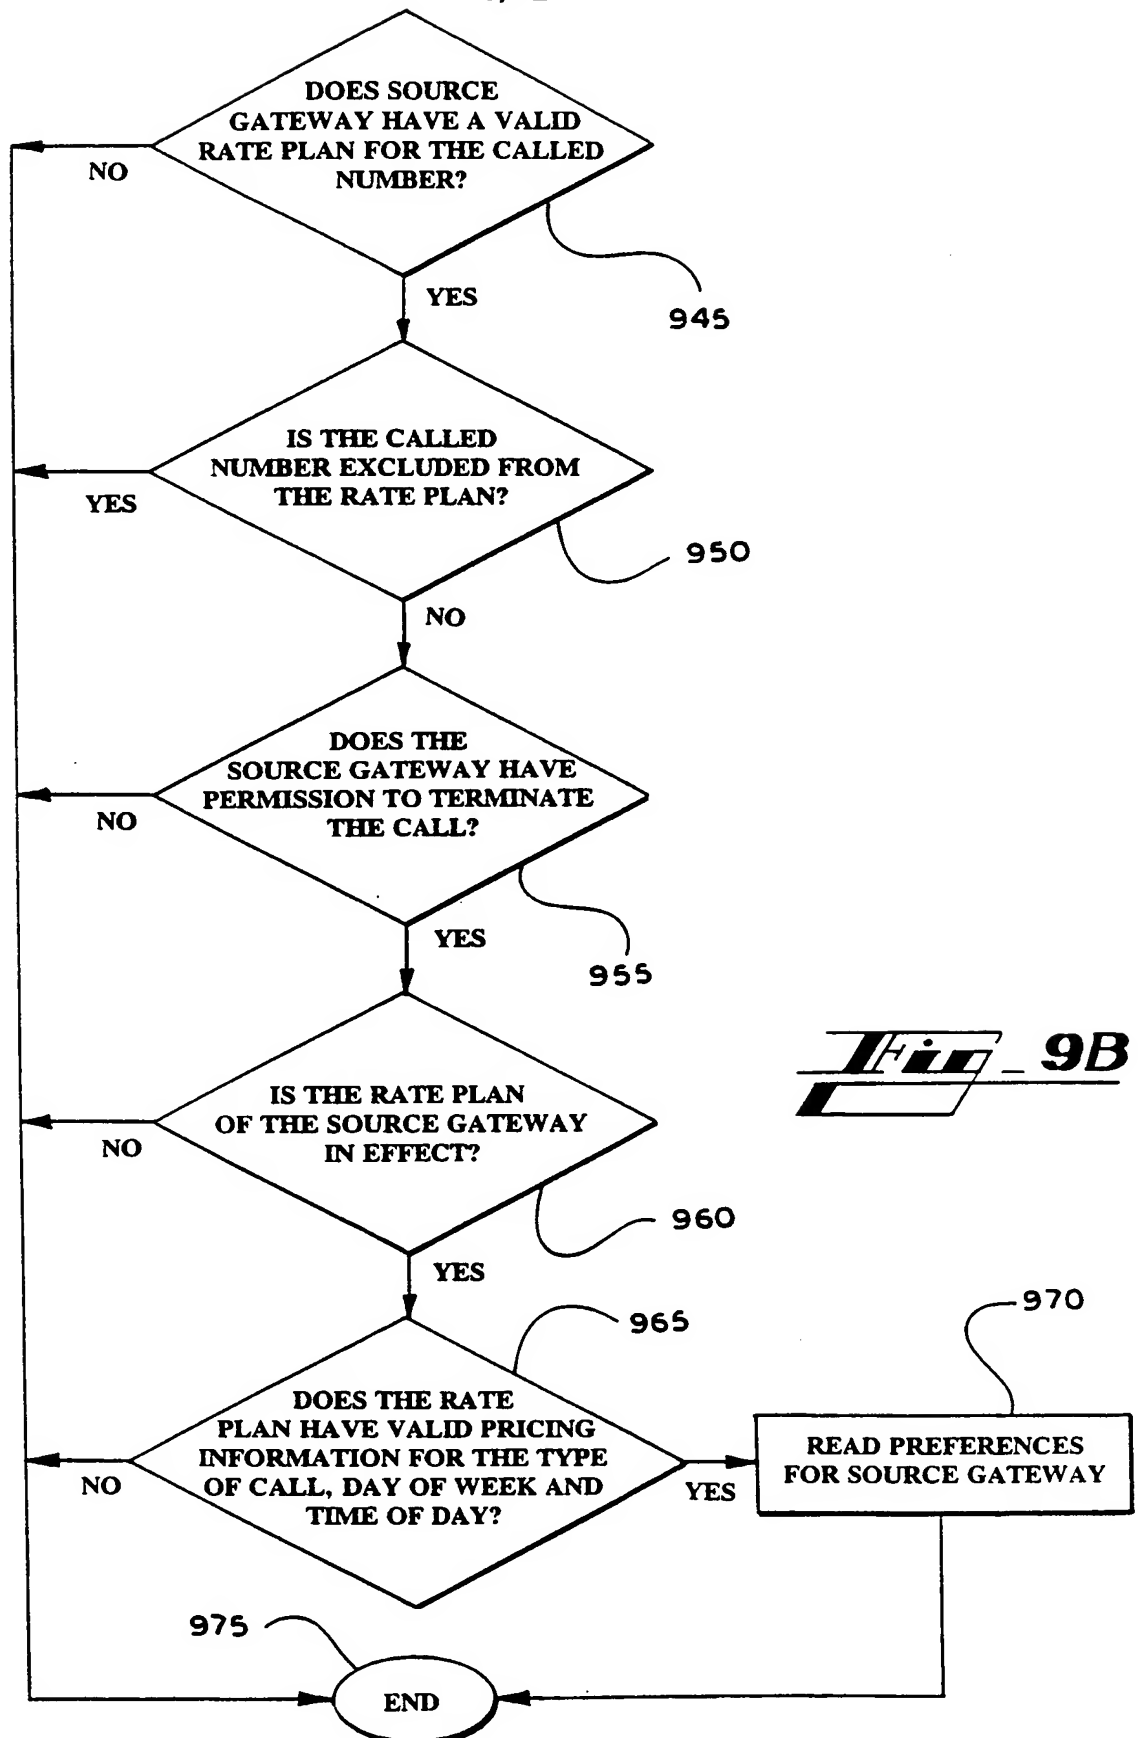 DOES SOURCE
GATEWAY HAVE A VALID
RATE PLAN FOR THE CALLED
NUMBER?
NO
YES
945
IS THE CALLED
NUMBER EXCLUDED FROM
THE RATE PLAN?
YES
950
NO
DOES THE
SOURCE GATEWAY HAVE
PERMISSION TO TERMINATE
THE CALL?
NO
YES
955
IS THE RATE PLAN
OF THE SOURCE GATEWAY
IN EFFECT?
NO
960
YES
Fig_9B
965
970
DOES THE RATE
PLAN HAVE VALID PRICING
INFORMATION FOR THE TYPE
OF CALL, DAY OF WEEK AND
TIME OF DAY?
NO
YES
READ PREFERENCES
FOR SOURCE GATEWAY
975
END